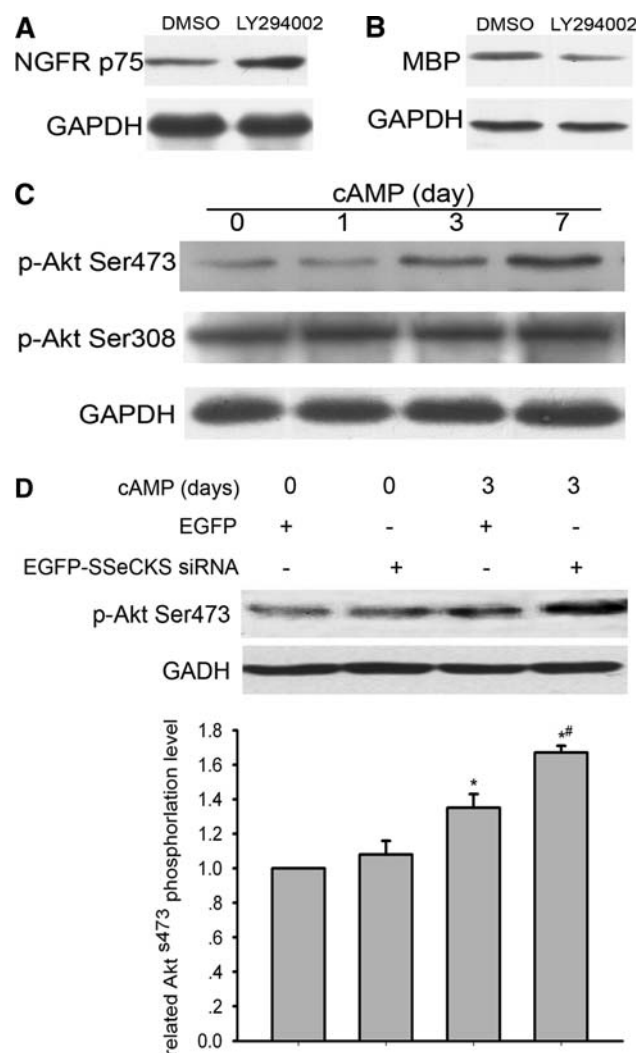 A
DMSO LY294002
NGFR p75
GAPDH
B
DMSO LY294002
MBP
GAPDH
C
cAMP (day)
0 1 3 7
p-Akt Ser473
p-Akt Ser308
GAPDH
D
cAMP (days) 0 0 3 3
EGFP + - + -
EGFP-SSeCKS siRNA - + - +
p-Akt Ser473
GADH
related Akt s473 phosphorlation level
1.8
1.6
1.4
1.2
1.0
.8
.6
.4
.2
0.0
*
*#